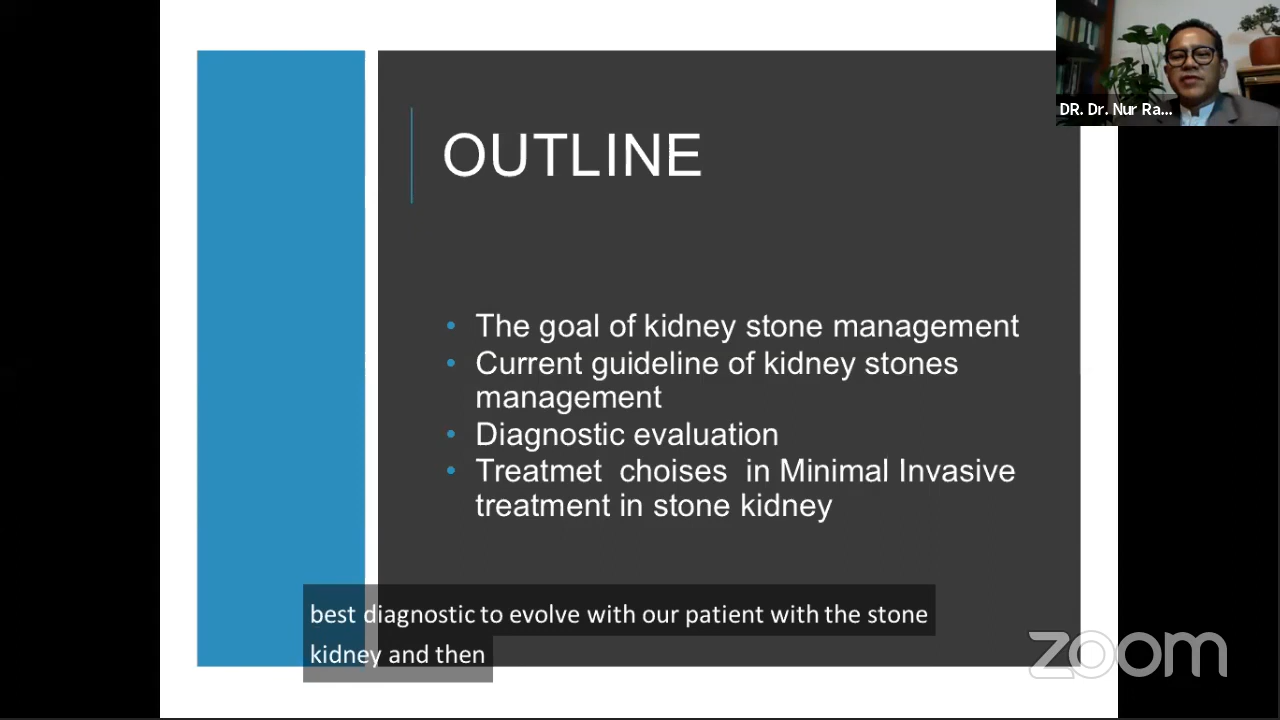 DR. Dr. Nur Ra...
OUTLINE
• The goal of kidney stone management
• Current guideline of kidney stones
management
• Diagnostic evaluation
• Treatmet choises in Minimal Invasive
treatment in stone kidney
best diagnostic to evolve with our patient with the stone
kidney and then
zoom